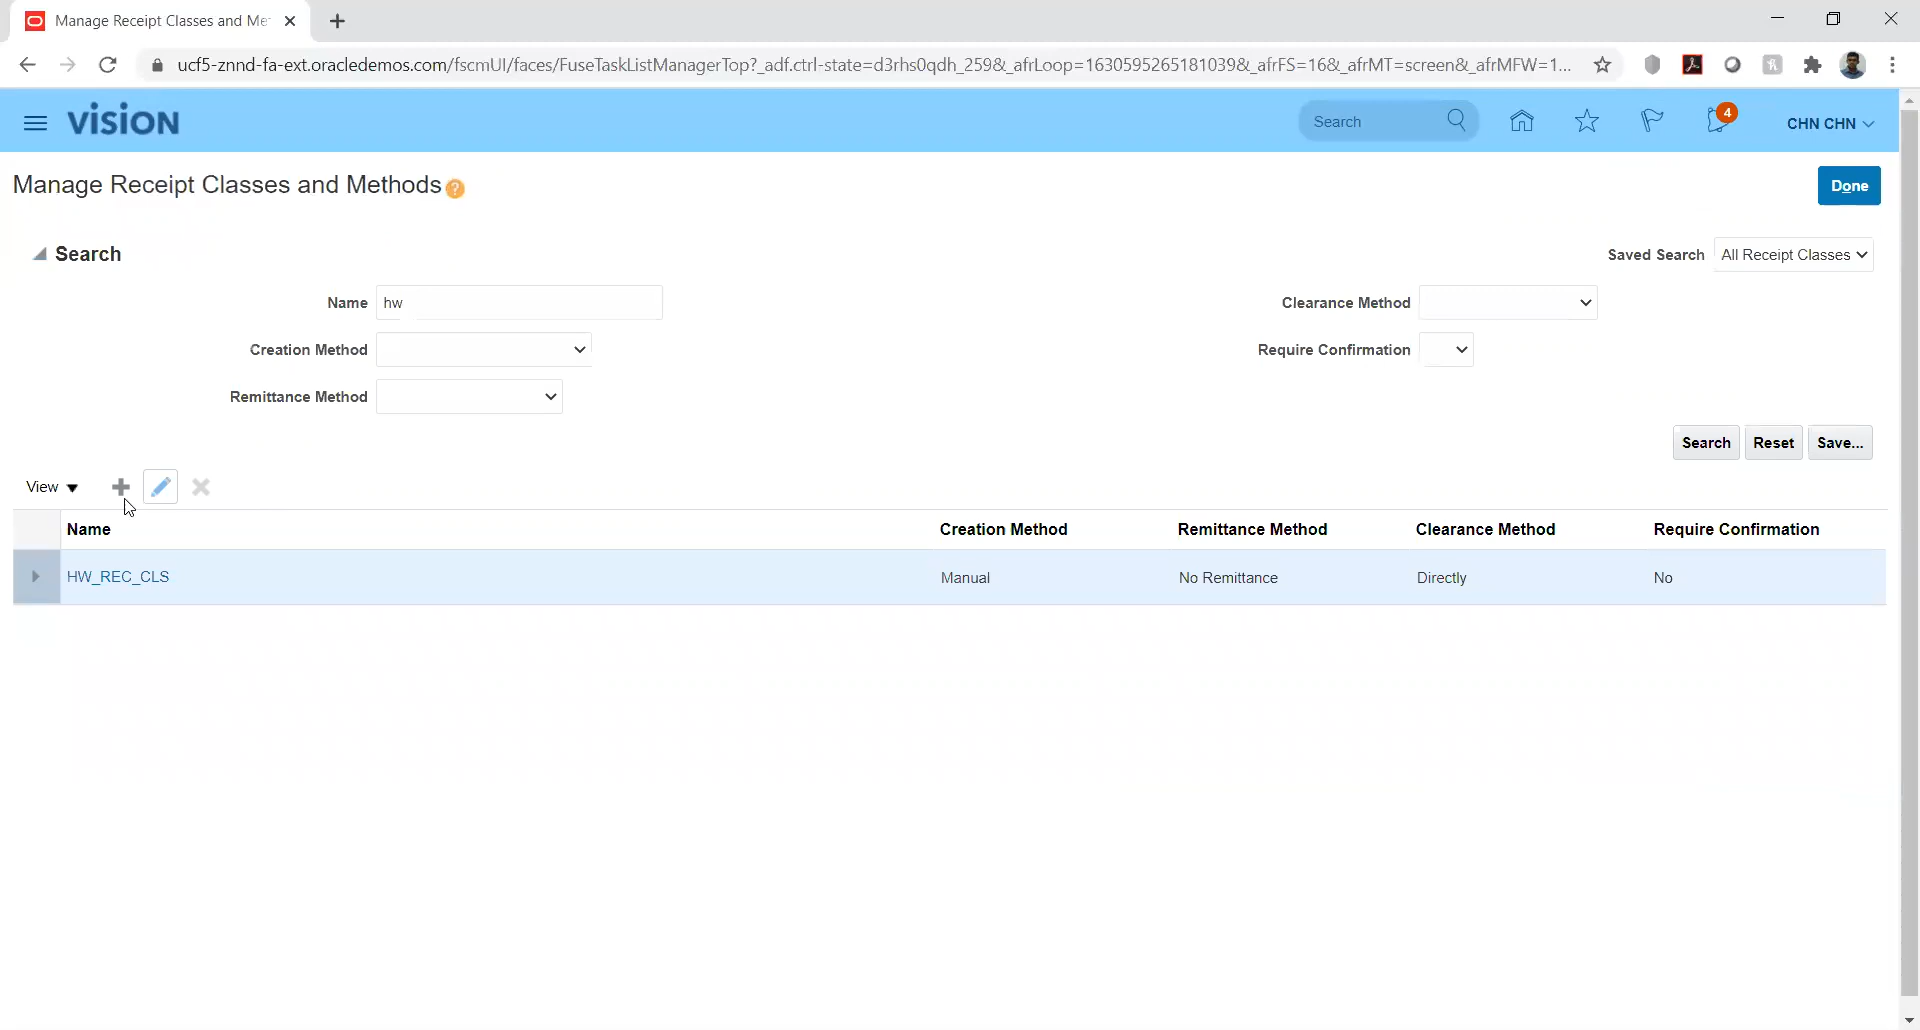 Manage Receipt Classes and Me
ucf5-znnd-fa-ext.oracledemos.com/fscmUI/faces/FuseTaskListManagerTop?_adf.ctrl-state=d3rhs0qdh_259&_afrLoop=1630595265181039&_afrFS=16&_afrMT=screen&_afrMFW=1...
VISION
Search
4
CHN CHN
Manage Receipt Classes and Methods ?
Done
Search
Saved Search All Receipt Classes
Name hw
Clearance Method
Creation Method
Require Confirmation
Remittance Method
Search Reset Save...
View
Name Creation Method Remittance Method Clearance Method Require Confirmation
HW_REC_CLS Manual No Remittance Directly No